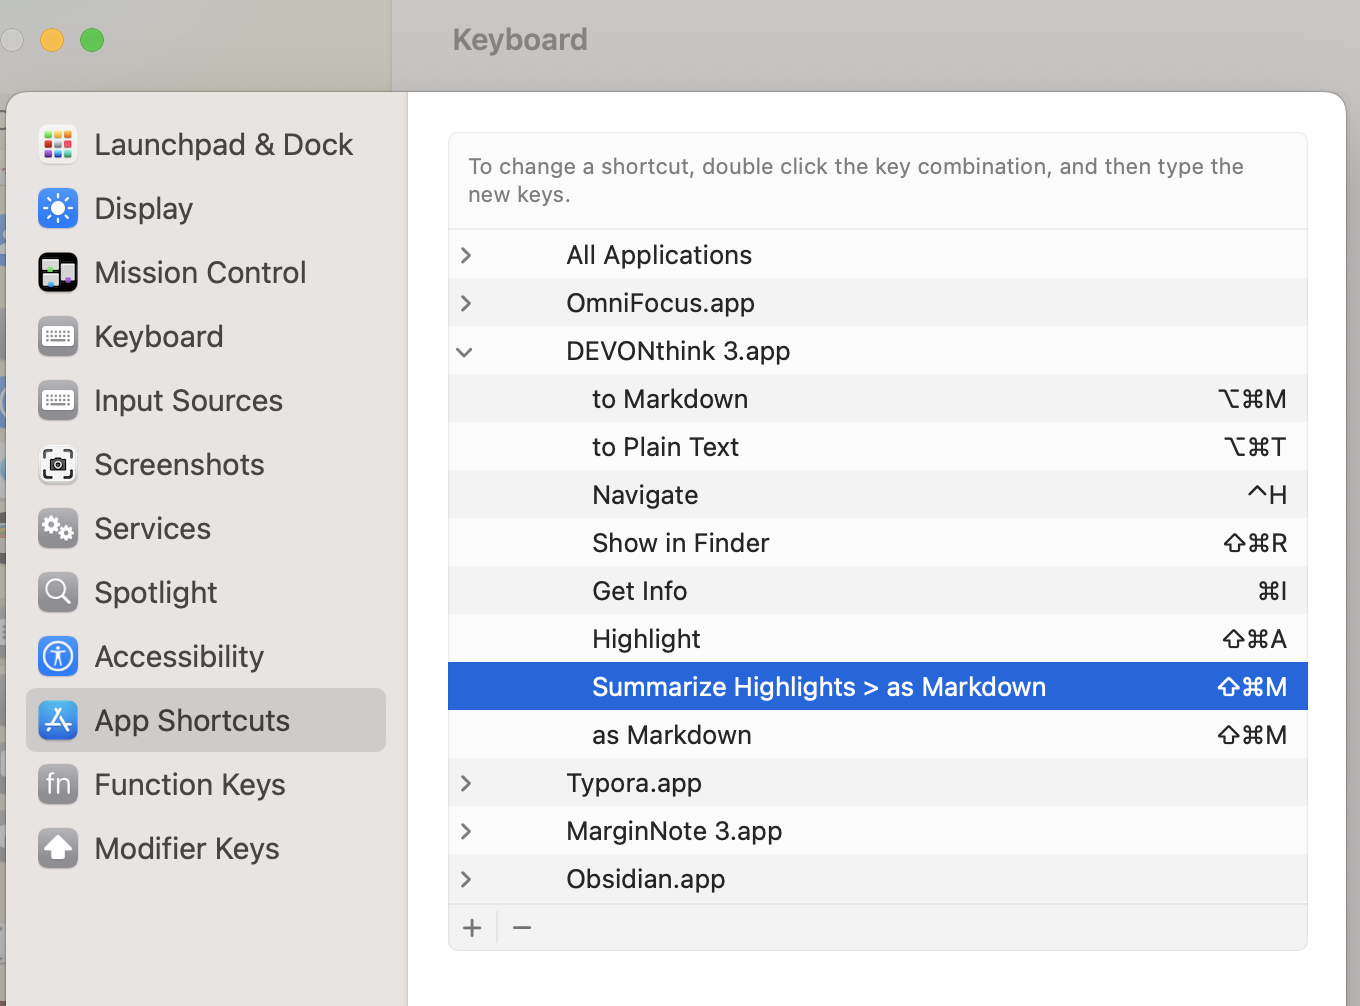 Keyboard
Launchpad & Dock
Display
Mission Control
Keyboard
Input Sources
Screenshots
Services
Spotlight
Accessibility
App Shortcuts
fn Function Keys
Modifier Keys
To change a shortcut, double click the key combination, and then type the
new keys.
All Applications
OmniFocus.app
DEVONthink 3.app
to Markdown ⌥⌘M
to Plain Text ⌥⌘T
Navigate ^H
Show in Finder ⇧⌘R
Get Info ⌘I
Highlight ⇧⌘A
Summarize Highlights > as Markdown ⇧⌘M
as Markdown ⇧⌘M
Typora.app
MarginNote 3.app
Obsidian.app